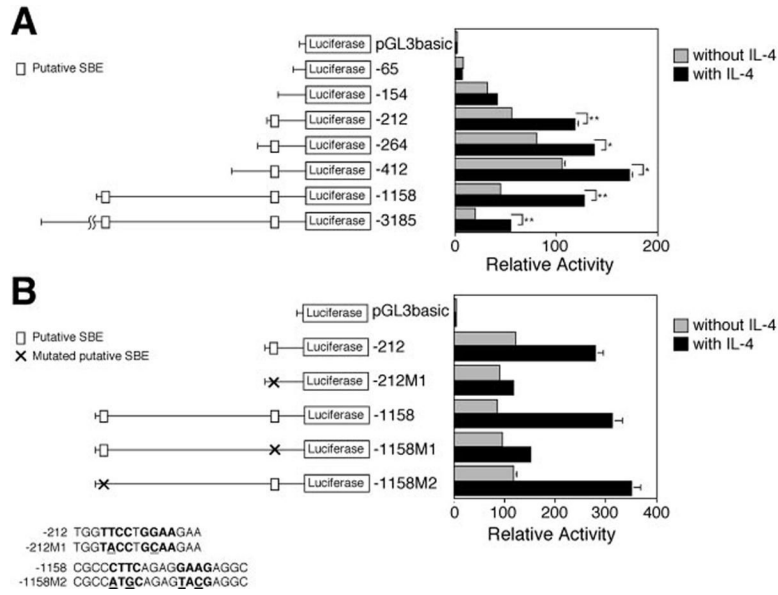 A
Luciferase pGL3basic
Putative SBE
Luciferase -65
Luciferase -154
Luciferase -212
Luciferase -264
Luciferase -412
Luciferase -1158
Luciferase -3185
without IL-4
with IL-4
**
*
*
**
**
0 100 200
Relative Activity
B
Luciferase pGL3basic
Putative SBE
Mutated putative SBE
Luciferase -212
Luciferase -212M1
Luciferase -1158
Luciferase -1158M1
Luciferase -1158M2
without IL-4
with IL-4
0 100 200 300 400
Relative Activity
-212 TGGTTCCTGGAAGAA
-212M1 TGGTACCTGCAAGAA
-1158 CGCCCTTCAGAGGAAGAGGC
-1158M2 CGCCATGCAGAGTACGAGGC